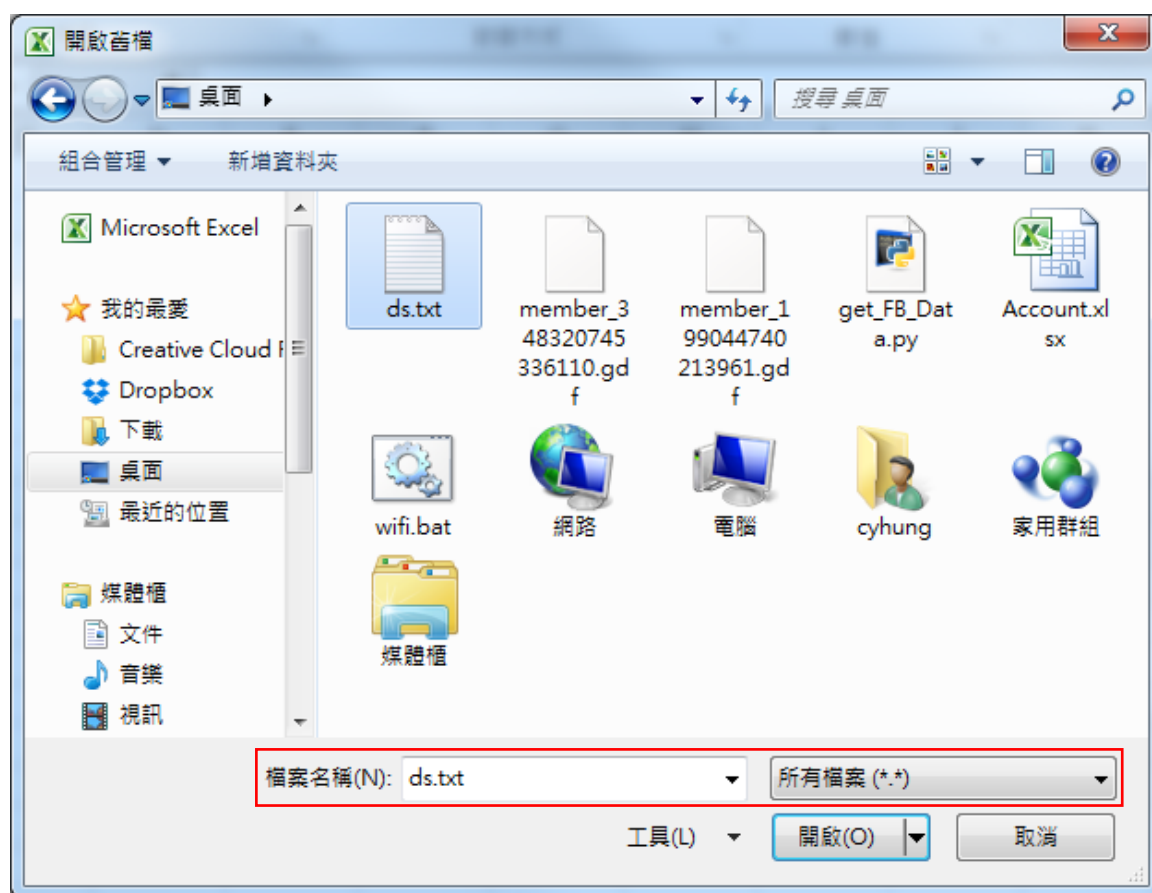 開啟舊檔
桌面
搜尋 桌面
組合管理
新增資料夾
Microsoft Excel
我的最愛
Creative Cloud F
Dropbox
下載
桌面
最近的位置
媒體櫃
文件
音樂
視訊
ds.txt
member_3
48320745
336110.gd
f
member_1
99044740
213961.gd
f
get_FB_Dat
a.py
Account.xl
sx
wifi.bat
網路
電腦
cyhung
家用群組
媒體櫃
檔案名稱(N): ds.txt
所有檔案 (*.*)
工具(L)
開啟(O)
取消